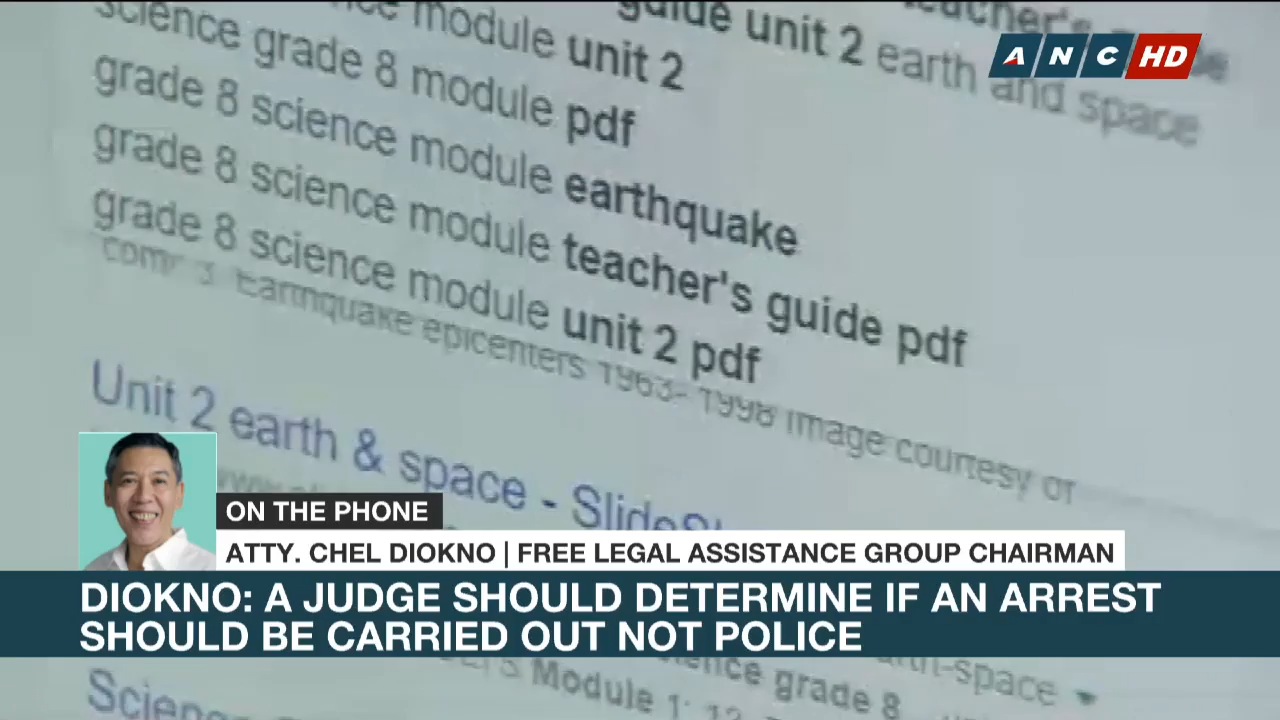 guide unit 2 earth and space
module unit 2
science grade 8 module pdf
grade 8 science module earthquake
grade 8 science module teacher's guide pdf
grade 8 science module unit 2 pdf
Earthquake epicenters 1963-1998 Image courtesy of
Unit 2 earth & space -
ANC HD
ON THE PHONE
ATTY. CHEL DIOKNO | FREE LEGAL ASSISTANCE GROUP CHAIRMAN
DIOKNO: A JUDGE SHOULD DETERMINE IF AN ARREST
SHOULD BE CARRIED OUT NOT POLICE
Module 1:
grade 8